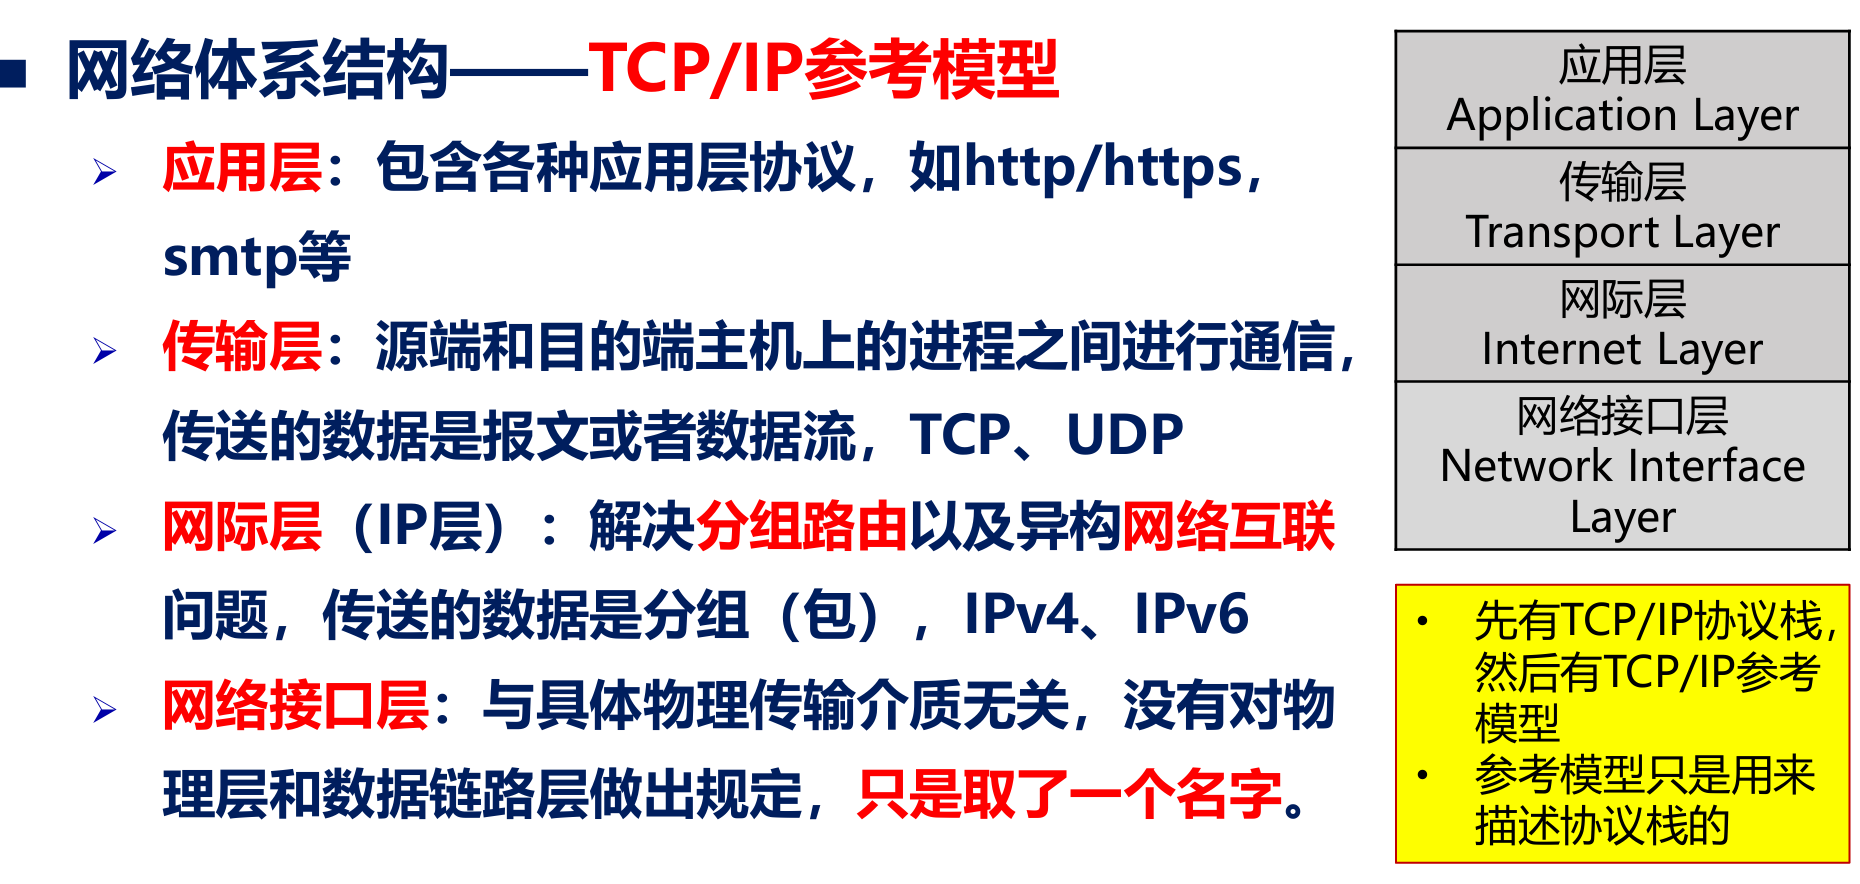 ■ 网络体系结构——TCP/IP参考模型
➢ 应用层：包含各种应用层协议，如http/https，
smtp等
➢ 传输层：源端和目的端主机上的进程之间进行通信，
传送的数据是报文或者数据流，TCP、UDP
➢ 网际层（IP层）：解决分组路由以及异构网络互联
问题，传送的数据是分组（包），IPv4、IPv6
➢ 网络接口层：与具体物理传输介质无关，没有对物
理层和数据链路层做出规定，只是取了一个名字。
应用层
Application Layer
传输层
Transport Layer
网际层
Internet Layer
网络接口层
Network Interface
Layer
• 先有TCP/IP协议栈，
然后有TCP/IP参考
模型
• 参考模型只是用来
描述协议栈的